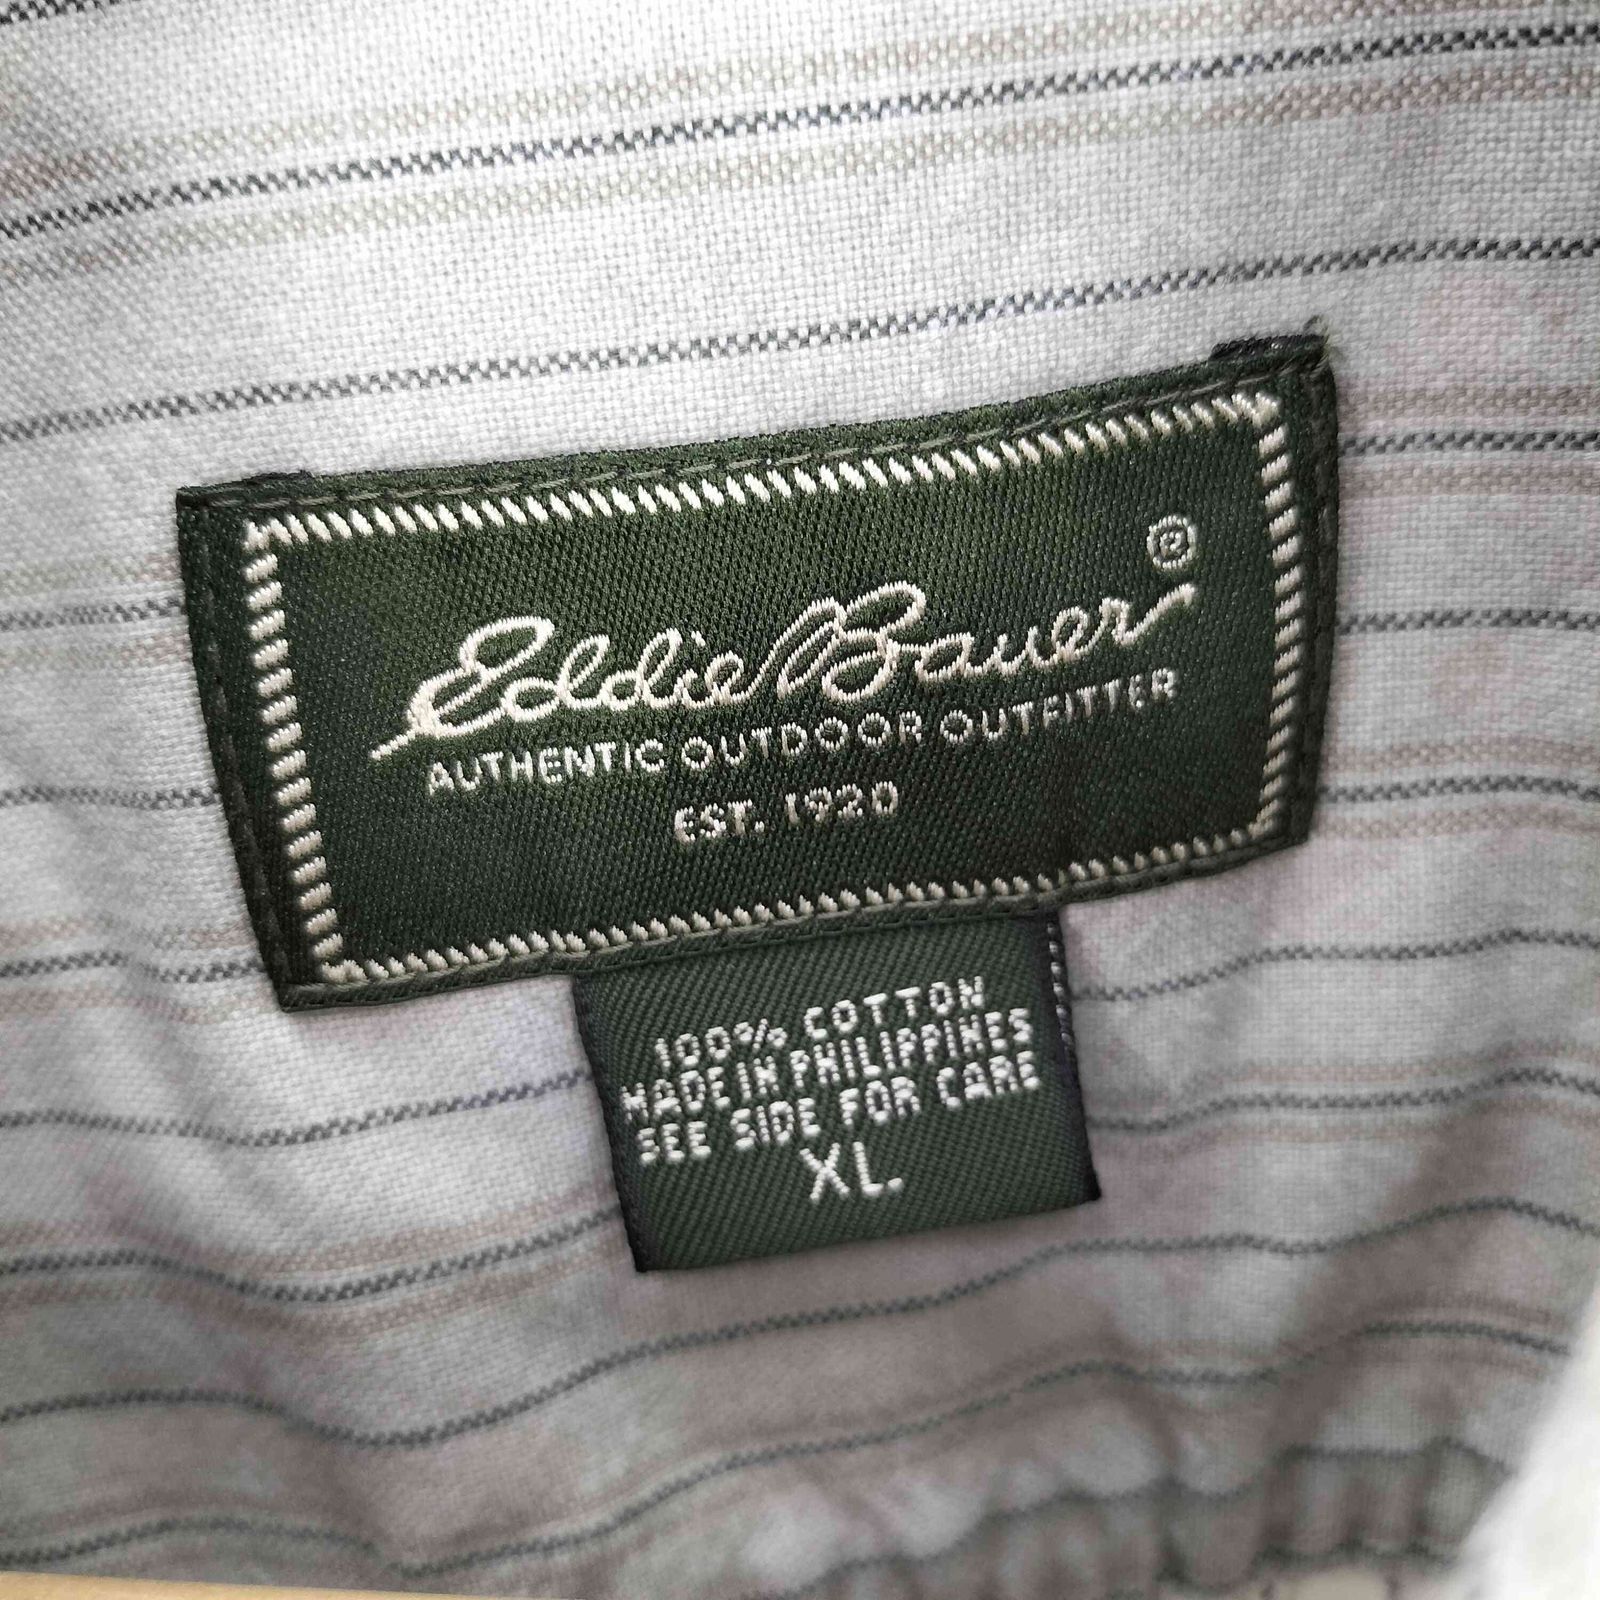 ®
Eddie Bauer
AUTHENTIC OUTDOOR OUTFITTER
EST. 1920
100% COTTON
MADE IN PHILIPPINES
SEE SIDE FOR CARE
XL.